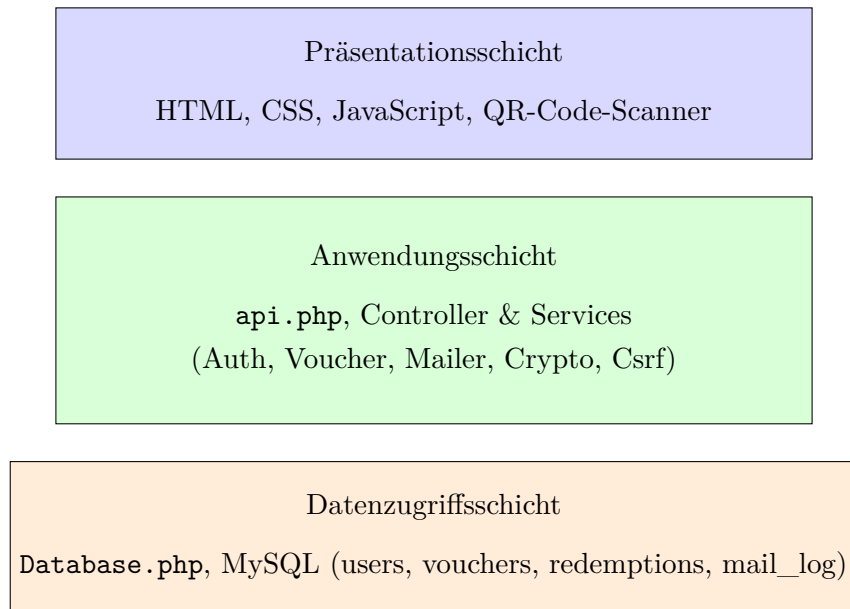 Präsentationsschicht
HTML, CSS, JavaScript, QR-Code-Scanner
Anwendungsschicht
api.php, Controller & Services
(Auth, Voucher, Mailer, Crypto, Csrf)
Datenzugriffsschicht
Database.php, MySQL (users, vouchers, redemptions, mail_log)